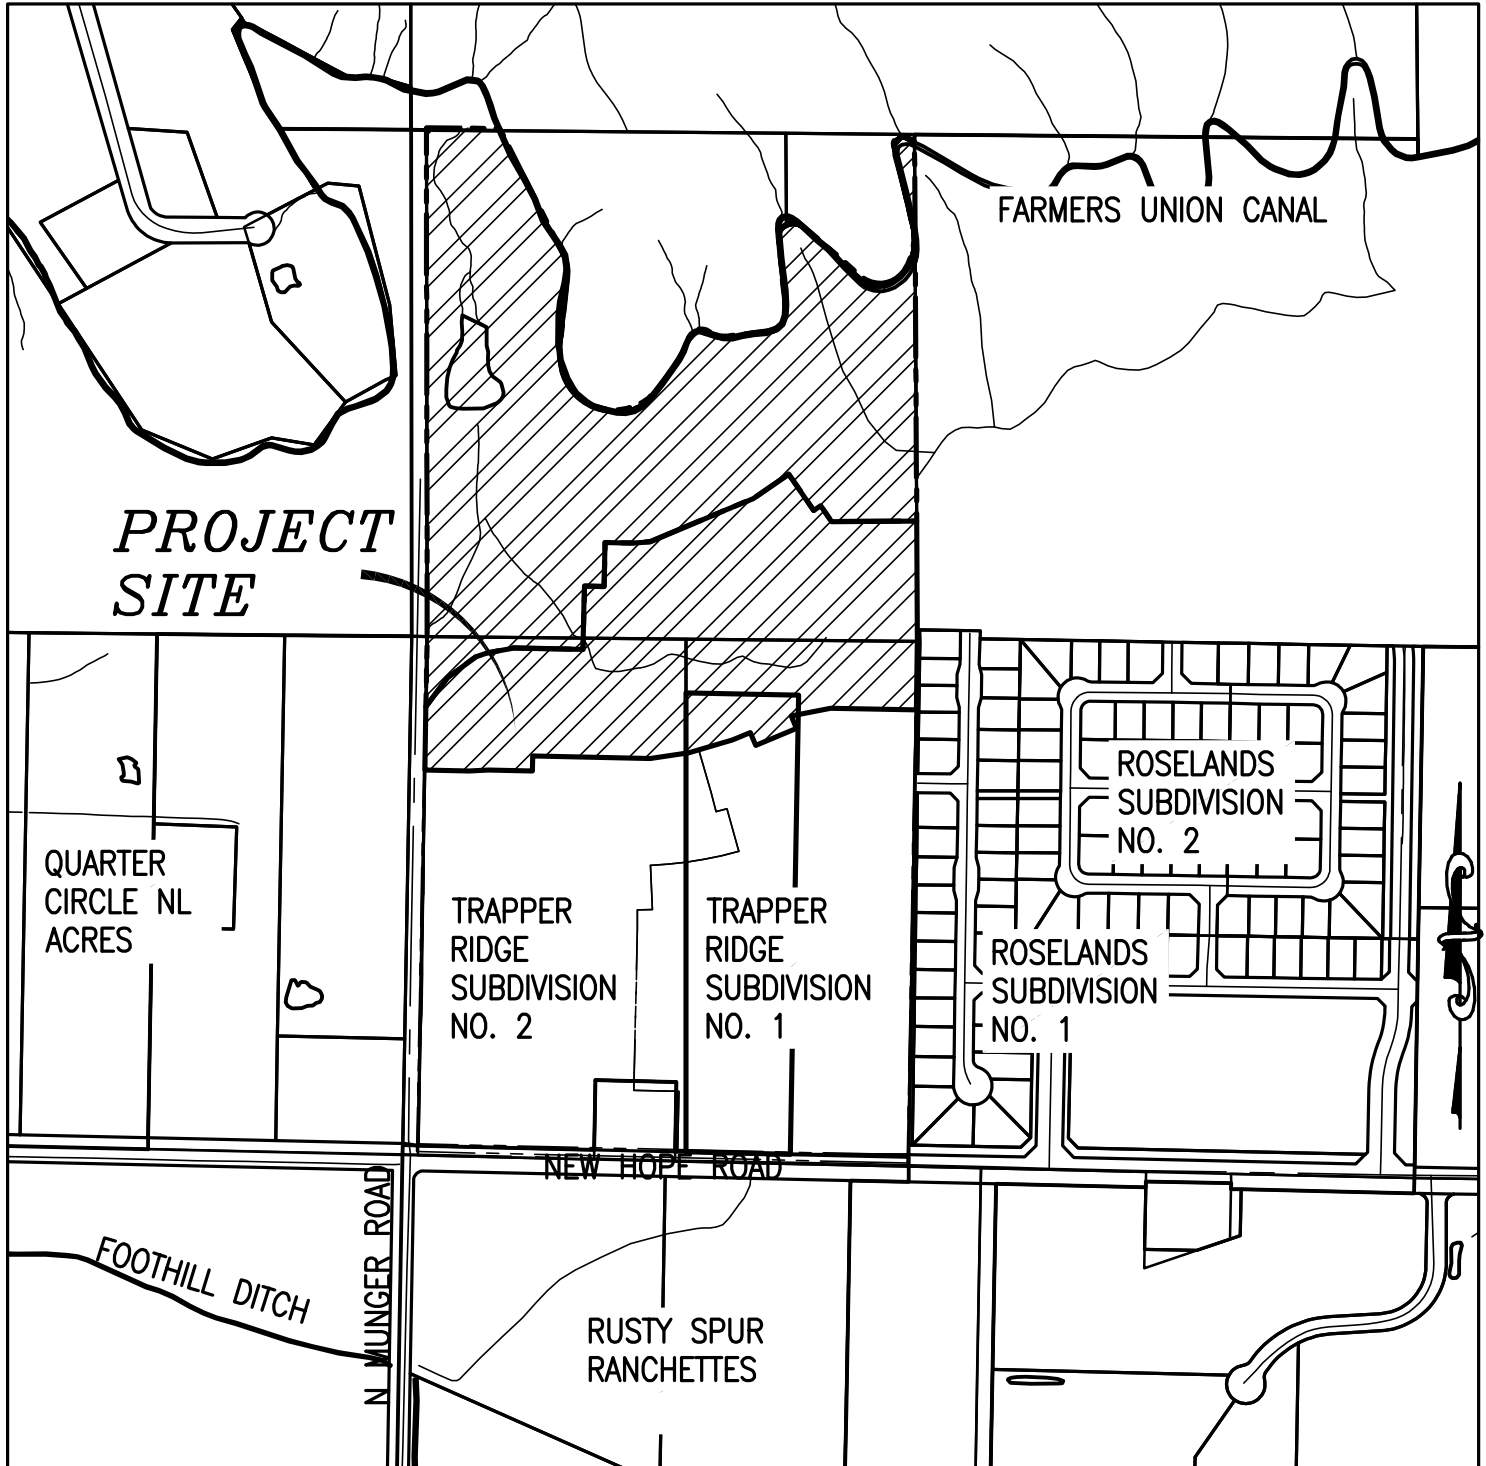 FARMERS UNION CANAL
PROJECT
SITE
ROSELANDS
SUBDIVISION
NO. 2
QUARTER
CIRCLE NL
ACRES
TRAPPER
RIDGE
SUBDIVISION
NO. 2
TRAPPER
RIDGE
SUBDIVISION
NO. 1
ROSELANDS
SUBDIVISION
NO. 1
NEW HOPE ROAD
N MUNGER ROAD
FOOTHILL DITCH
RUSTY SPUR
RANCHETTES